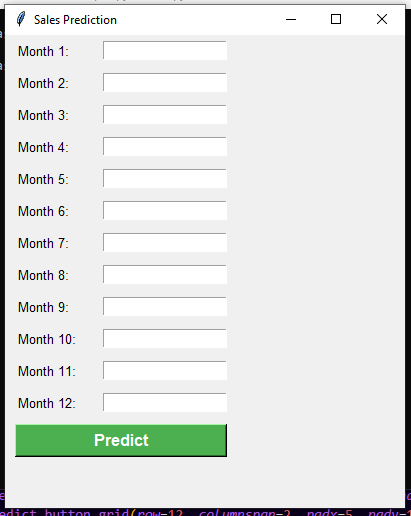 Sales Prediction
Month 1:
Month 2:
Month 3:
Month 4:
Month 5:
Month 6:
Month 7:
Month 8:
Month 9:
Month 10:
Month 11:
Month 12:
Predict
edict_button.grid(row=12, columnspan=2, padx=5, pady=